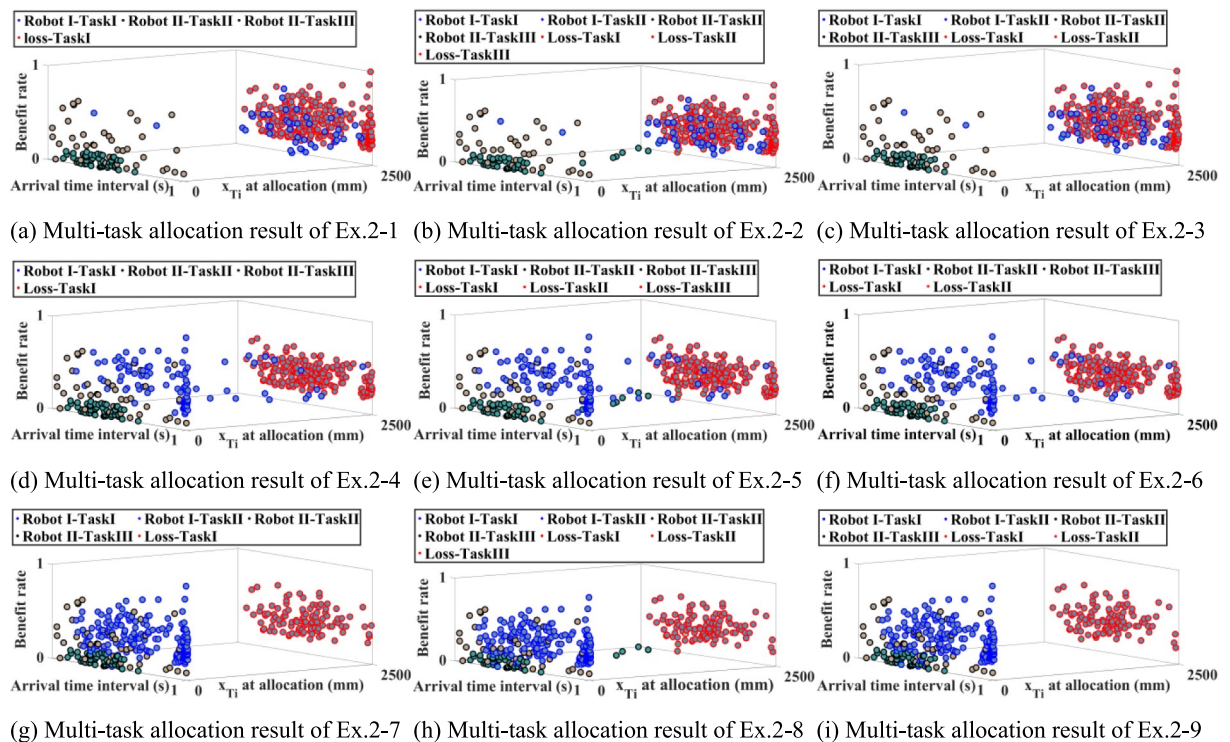 Robot I-TaskI Robot II-TaskII Robot II-TaskIII
loss-TaskI
1
Benefit rate
0
Arrival time interval (s) 1 0 xTi at allocation (mm) 2500
(a) Multi-task allocation result of Ex.2-1
Robot I-TaskI Robot I-TaskII Robot II-TaskII
Robot II-TaskIII Loss-TaskI Loss-TaskII
Loss-TaskIII
1
Benefit rate
0
Arrival time interval (s) 1 0 xTi at allocation (mm) 2500
(b) Multi-task allocation result of Ex.2-2
Robot I-TaskI Robot I-TaskII Robot II-TaskII
Robot II-TaskIII Loss-TaskI Loss-TaskII
1
Benefit rate
0
Arrival time interval (s) 1 0 xTi at allocation (mm) 2500
(c) Multi-task allocation result of Ex.2-3
Robot I-TaskI Robot II-TaskII Robot II-TaskIII
Loss-TaskI
1
Benefit rate
0
Arrival time interval (s) 1 0 xTi at allocation (mm) 2500
(d) Multi-task allocation result of Ex.2-4
Robot I-TaskI Robot II-TaskII Robot II-TaskIII
Loss-TaskI Loss-TaskII Loss-TaskIII
1
Benefit rate
0
Arrival time interval (s) 1 0 xTi at allocation (mm) 2500
(e) Multi-task allocation result of Ex.2-5
Robot I-TaskI Robot II-TaskII Robot II-TaskIII
Loss-TaskI Loss-TaskII
1
Benefit rate
0
Arrival time interval (s) 1 0 xTi at allocation (mm) 2500
(f) Multi-task allocation result of Ex.2-6
Robot I-TaskI Robot I-TaskII Robot II-TaskII
Robot II-TaskIII Loss-TaskI
1
Benefit rate
0
Arrival time interval (s) 1 0 xTi at allocation (mm) 2500
(g) Multi-task allocation result of Ex.2-7
Robot I-TaskI Robot I-TaskII Robot II-TaskII
Robot II-TaskIII Loss-TaskI Loss-TaskII
Loss-TaskIII
1
Benefit rate
0
Arrival time interval (s) 1 0 xTi at allocation (mm) 2500
(h) Multi-task allocation result of Ex.2-8
Robot I-TaskI Robot I-TaskII Robot II-TaskII
Robot II-TaskIII Loss-TaskI Loss-TaskII
1
Benefit rate
0
Arrival time interval (s) 1 0 xTi at allocation (mm) 2500
(i) Multi-task allocation result of Ex.2-9